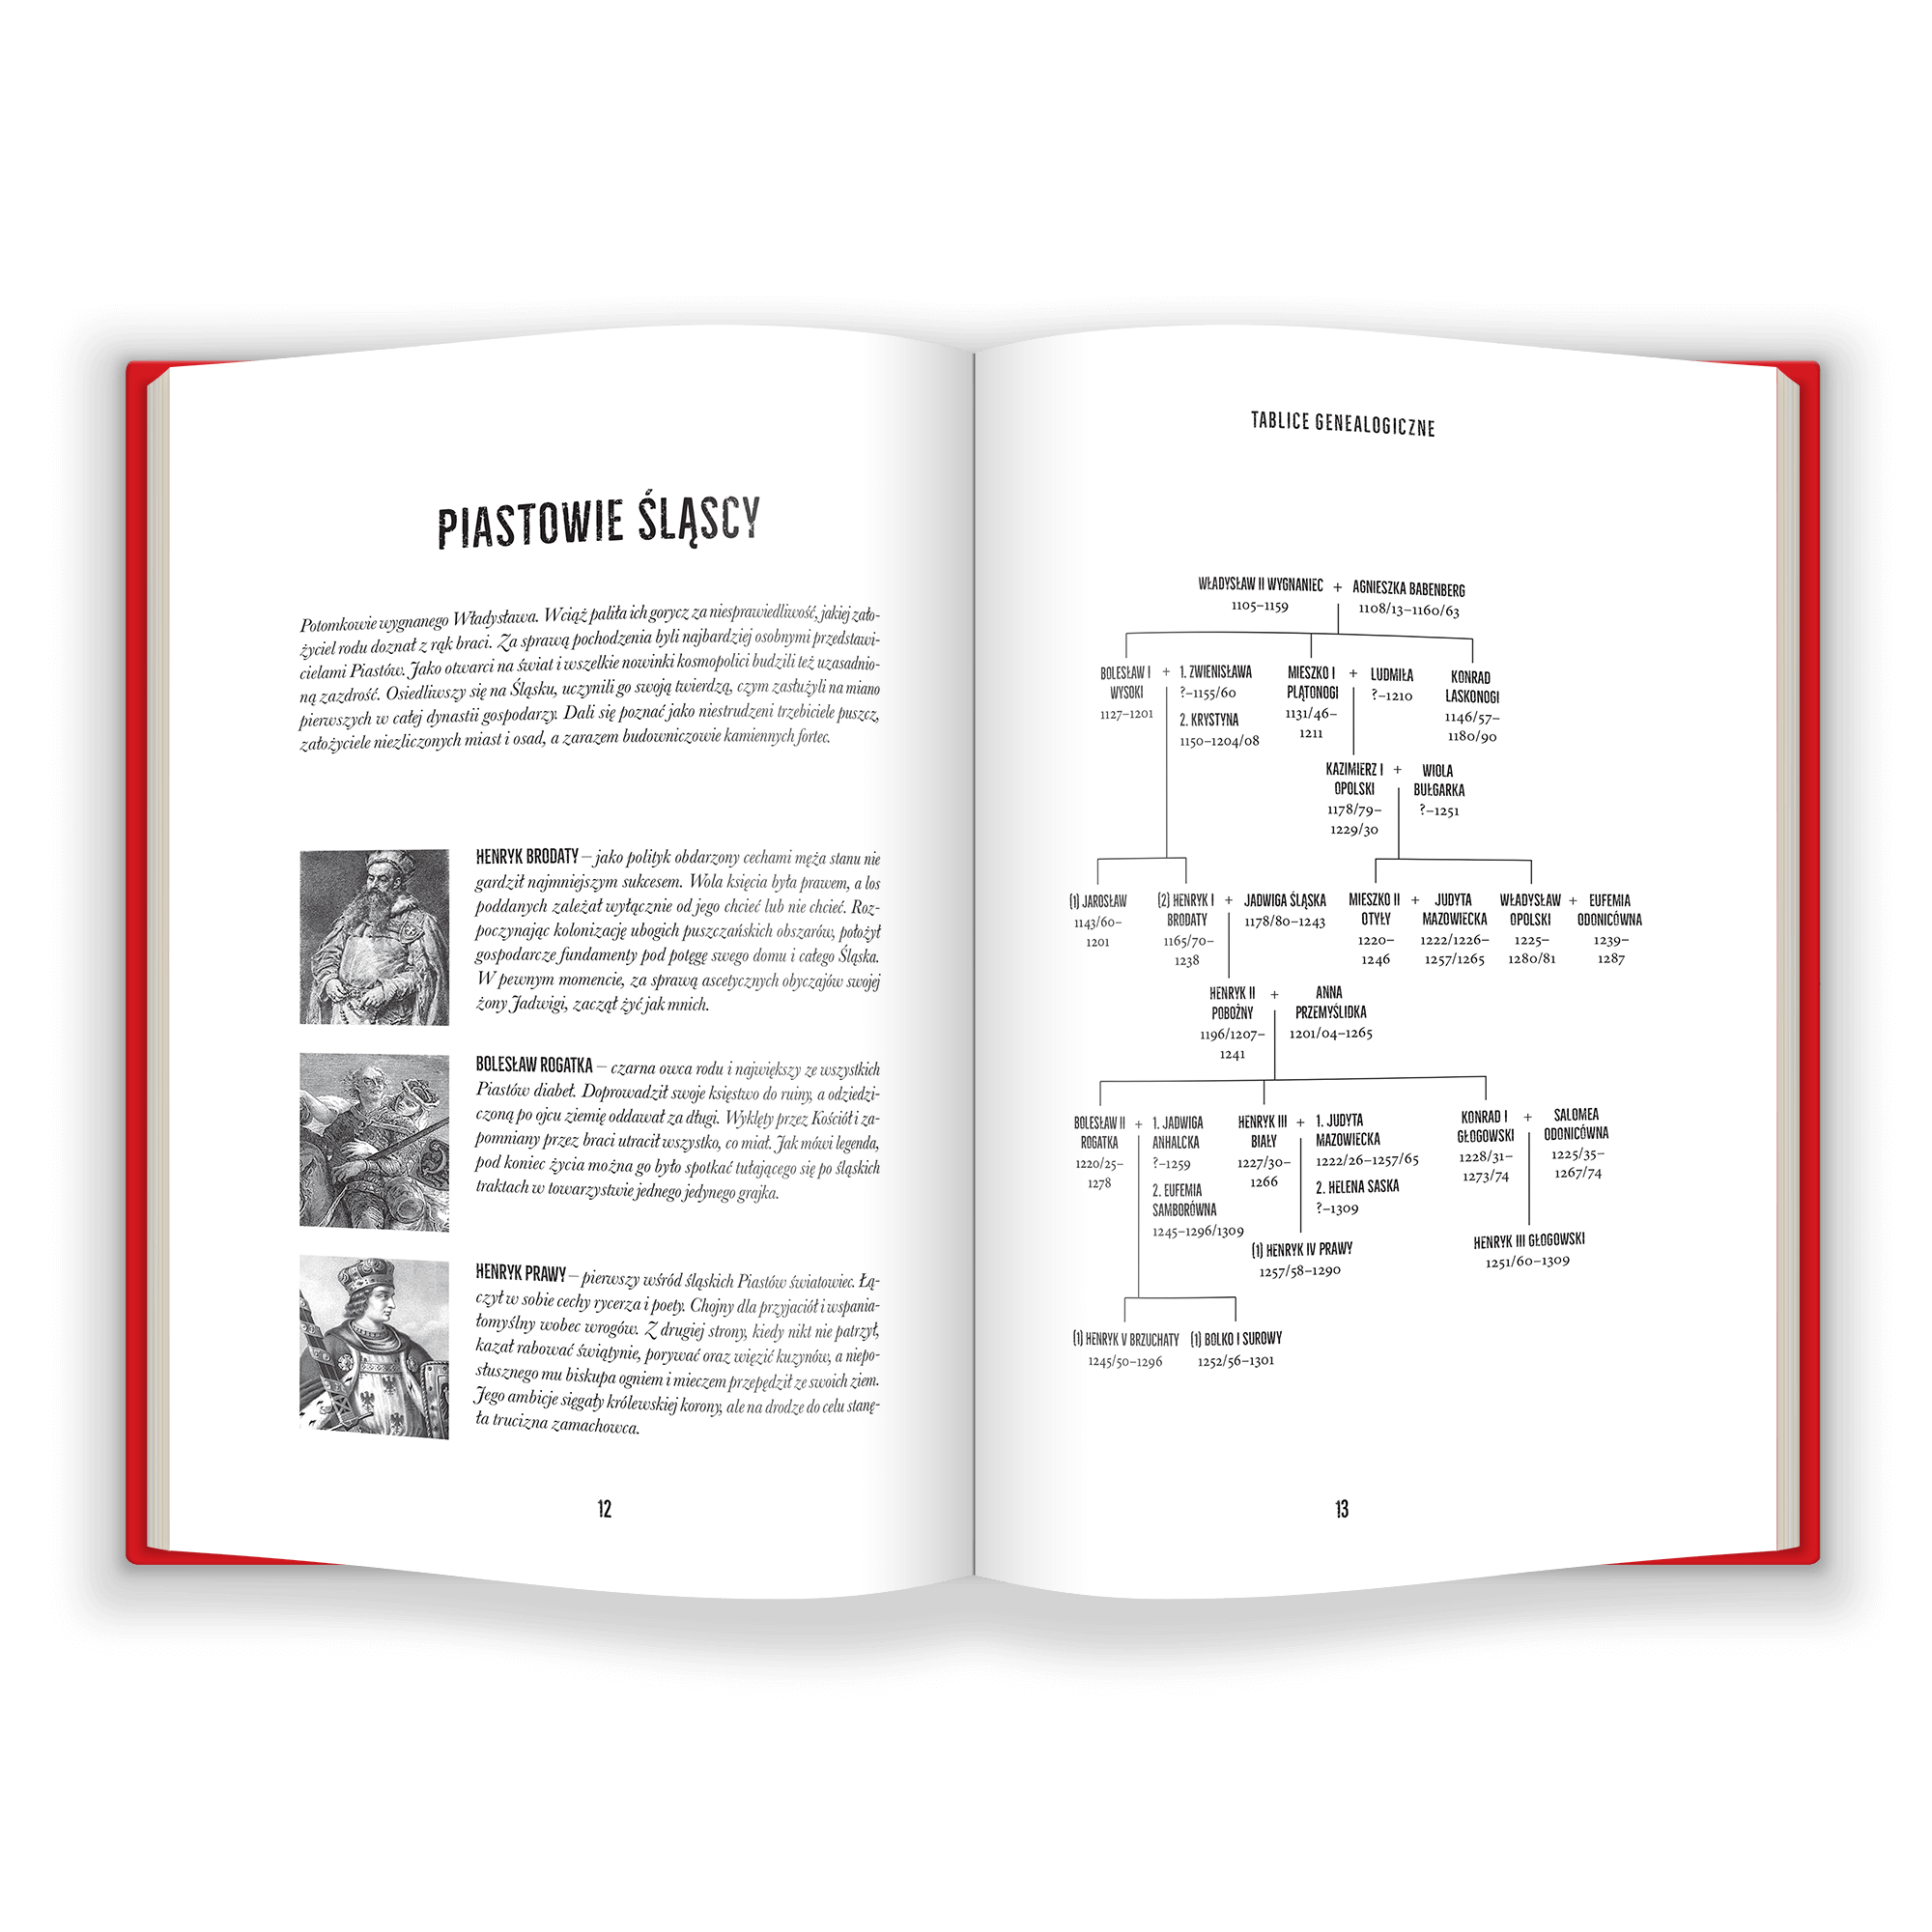 PIASTOWIE ŚLĄSCY
Potomkowie wygnanego Władysława. Wciąż paliła ich gorycz za niesprawiedliwość, jakiej zało-
życiel rodu doznał z rąk braci. Za sprawą pochodzenia byli najbardziej osobnymi przedstawi-
cielami Piastów. Jako otwarci na świat i wszelkie nowinki kosmopolici budzili też uzasadnio-
ną zazdrość. Osiedliwszy się na Śląsku, uczynili go swoją twierdzą, czym zasłużyli na miano
pierwszych w całej dynastii gospodarzy. Dali się poznać jako niestrudzeni trzebiciele puszcz,
założyciele niezliczonych miast i osad, a zarazem budowniczowie kamiennych fortec.
HENRYK BRODATY – jako polityk obdarzony cechami męża stanu nie
gardził najmniejszym sukcesem. Wola księcia była prawem, a los
poddanych zależał wyłącznie od jego chcieć lub nie chcieć. Roz-
poczynając kolonizację ubogich puszczańskich obszarów, położył
gospodarcze fundamenty pod potęgę swego domu i całego Śląska.
W pewnym momencie, za sprawą ascetycznych obyczajów swojej
żony Jadwigi, zaczął żyć jak mnich.
BOLESŁAW ROGATKA – czarna owca rodu i największy ze wszystkich
Piastów diabeł. Doprowadził swoje księstwo do ruiny, a odziedzi-
czoną po ojcu ziemię oddawał za długi. Wyklęty przez Kościół i za-
pomniany przez braci utracił wszystko, co miał. Jak mówi legenda,
pod koniec życia można go było spotkać tułającego się po śląskich
traktach w towarzystwie jednego jedynego grajka.
HENRYK PRAWY – pierwszy wśród śląskich Piastów światowiec. Łą-
czył w sobie cechy rycerza i poety. Chojny dla przyjaciół i wspania-
łomyślny wobec wrogów. Z drugiej strony, kiedy nikt nie patrzył,
kazał rabować świątynie, porywać oraz więzić kuzynów, a niepo-
słusznego mu biskupa ogniem i mieczem przepędził ze swoich ziem.
Jego ambicje sięgały królewskiej korony, ale na drodze do celu stanę-
ła trucizna zamachowca.
12
TABLICE GENEALOGICZNE
WŁADYSŁAW II WYGNANIEC + AGNIESZKA BABENBERG
1105–1159 1108/13–1160/63
BOLESŁAW I + 1. ZWIENISŁAWA MIESZKO I + LUDMIŁA KONRAD
WYSOKI ?–1155/60 PLĄTONOGI ?–1210 LASKONOGI
1127–1201 2. KRYSTYNA 1131/46– 1146/57–
1150–1204/08 1211 1180/90
KAZIMIERZ I + WIOLA
OPOLSKI BUŁGARKA
1178/79– ?–1251
1229/30
(1) JAROSŁAW (2) HENRYK I + JADWIGA ŚLĄSKA MIESZKO II + JUDYTA WŁADYSŁAW + EUFEMIA
1143/60– BRODATY 1178/80–1243 OTYŁY MAZOWIECKA OPOLSKI ODONICÓWNA
1201 1165/70– 1220– 1222/1226– 1225– 1239–
1238 1246 1257/1265 1280/81 1287
HENRYK II + ANNA
POBOŻNY PRZEMYŚLIDKA
1196/1207– 1201/04–1265
1241
BOLESŁAW II + 1. JADWIGA HENRYK III + 1. JUDYTA KONRAD I + SALOMEA
ROGATKA ANHALCKA BIAŁY MAZOWIECKA GŁOGOWSKI ODONICÓWNA
1220/25– ?–1259 1227/30– 1222/26–1257/65 1228/31– 1225/35–
1278 2. EUFEMIA 1266 2. HELENA SASKA 1273/74 1267/74
SAMBORÓWNA ?–1309
1245–1296/1309
(1) HENRYK IV PRAWY HENRYK III GŁOGOWSKI
1257/58–1290 1251/60–1309
(1) HENRYK V BRZUCHATY (1) BOLKO I SUROWY
1245/50–1296 1252/56–1301
13